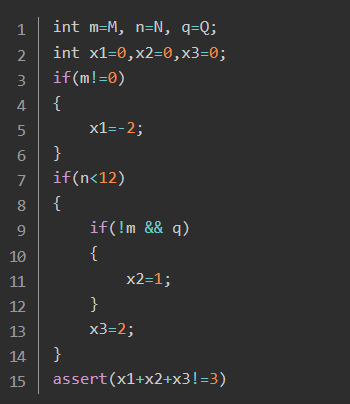 1 int m=M, n=N, q=Q;
2 int x1=0,x2=0,x3=0;
3 if(m!=0)
4 {
5     x1=-2;
6 }
7 if(n<12)
8 {
9     if(!m && q)
10     {
11         x2=1;
12     }
13     x3=2;
14 }
15 assert(x1+x2+x3!=3)